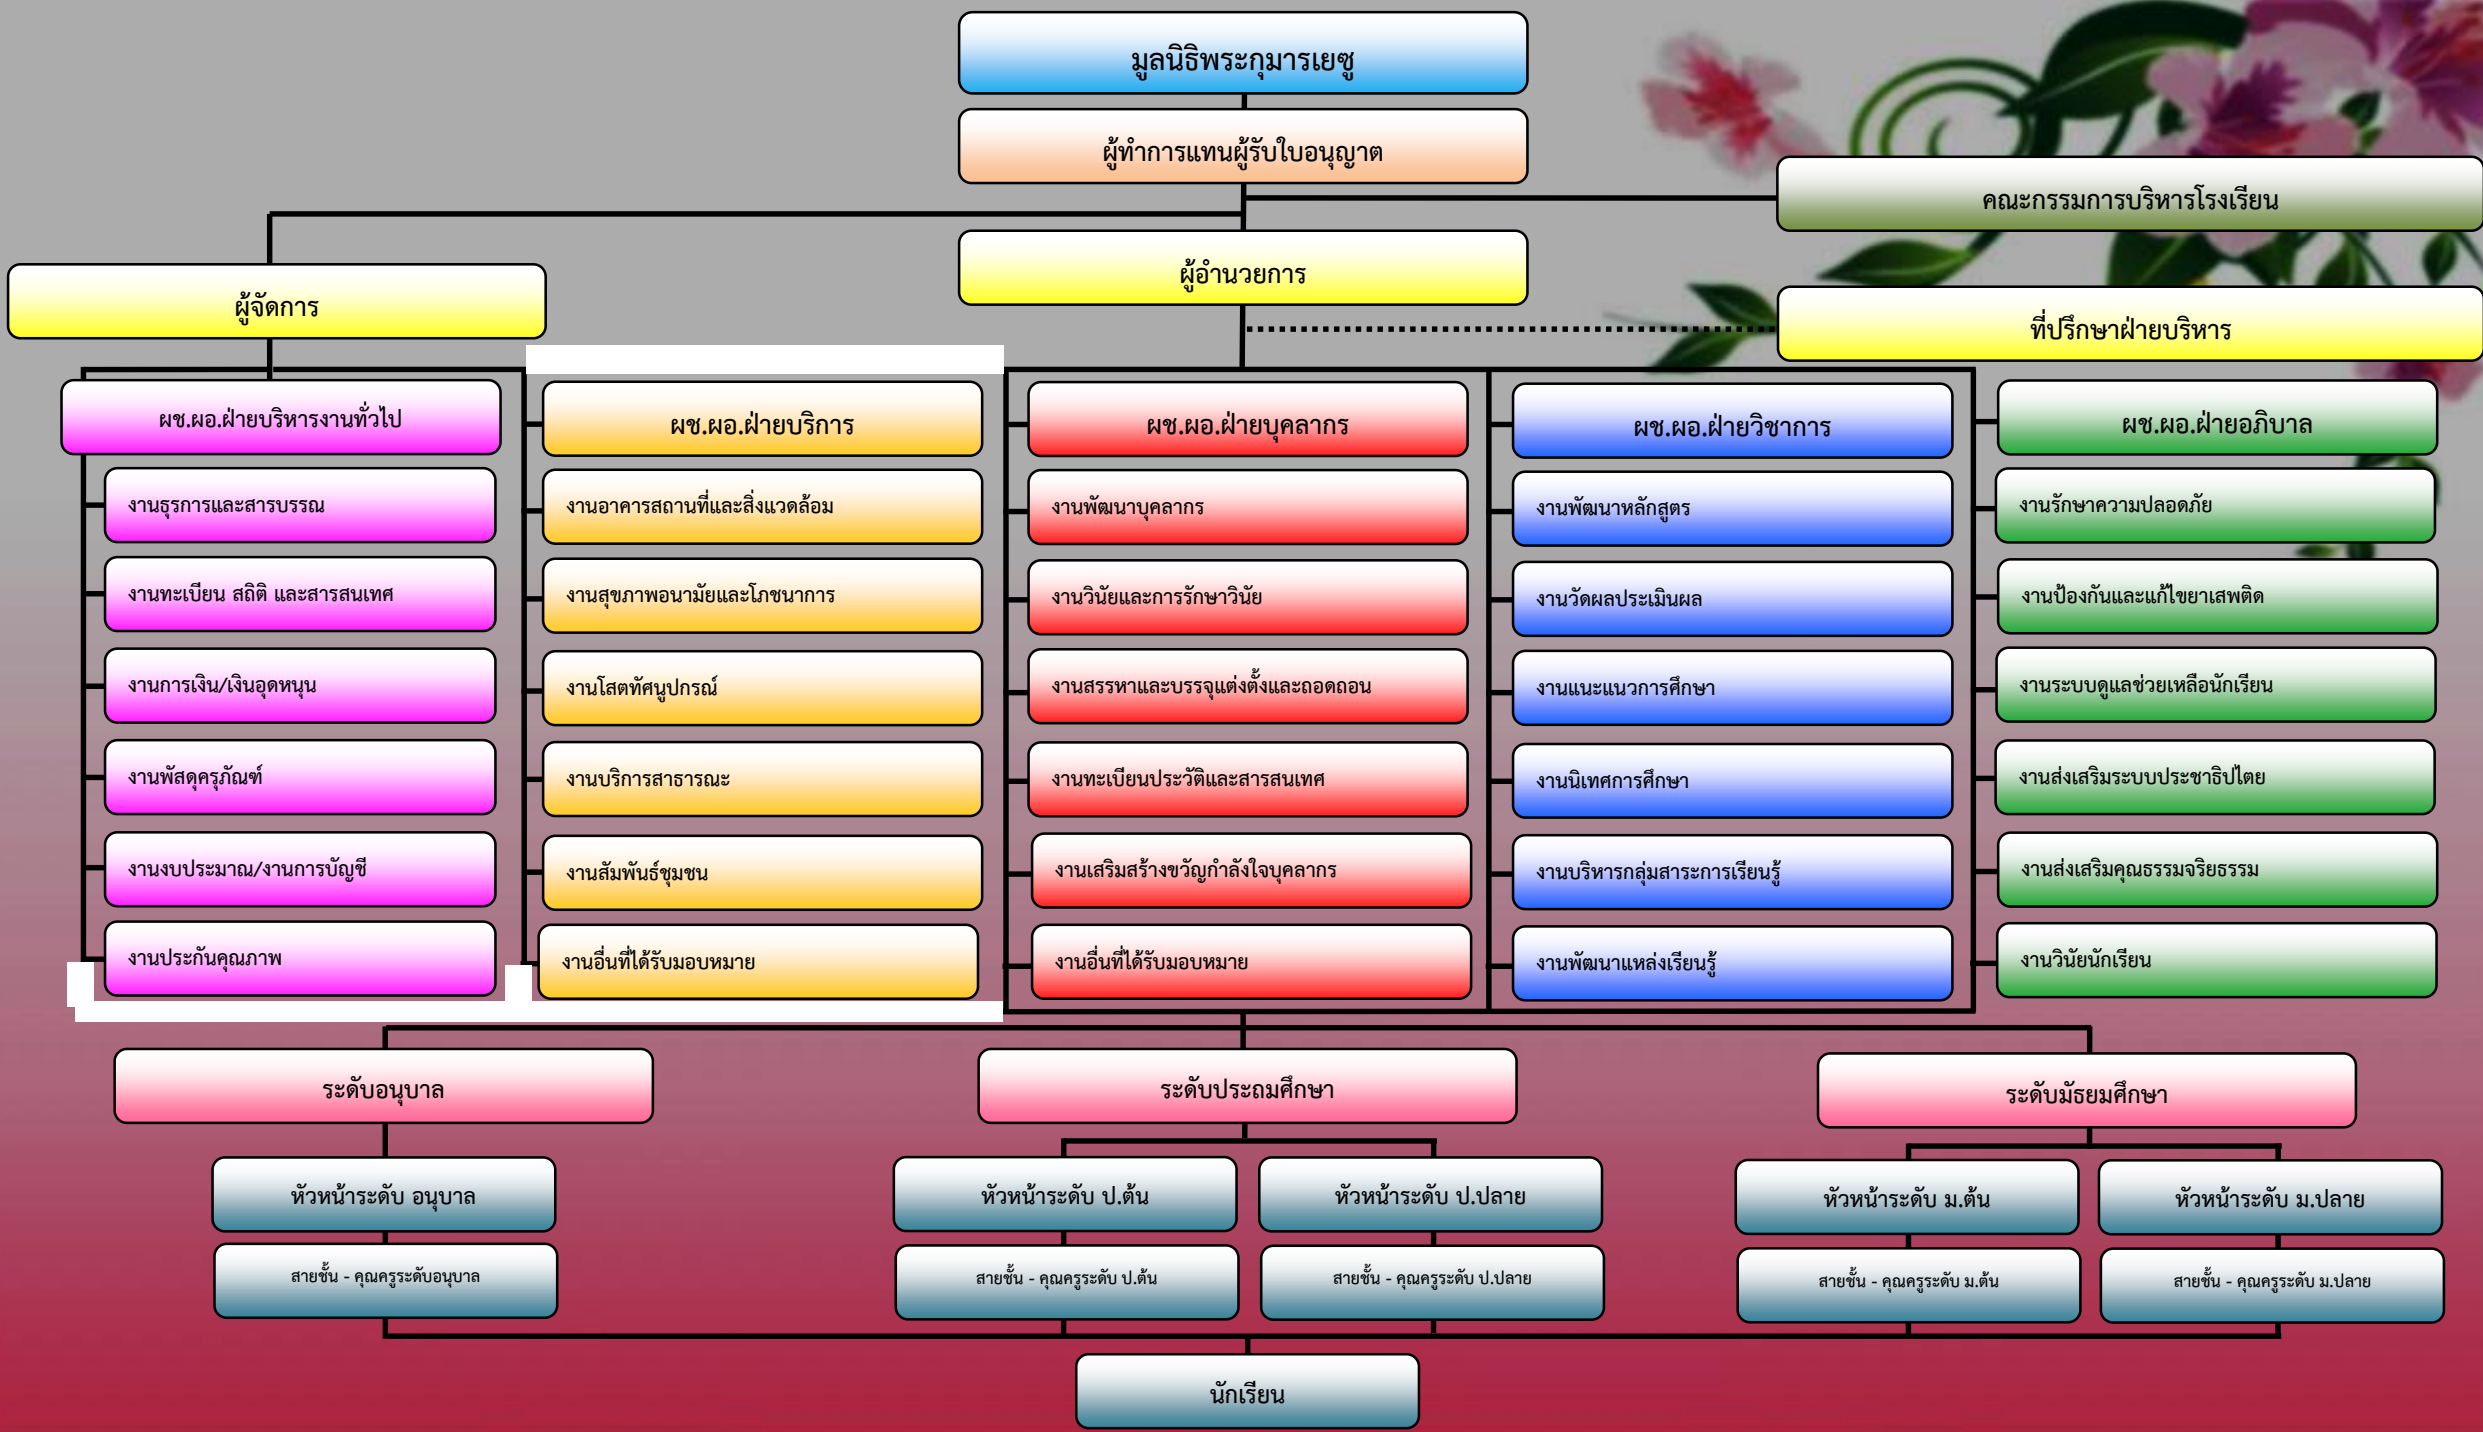 มูลนิธิพระกุมารเยซู
ผู้ทำการแทนผู้รับใบอนุญาต
คณะกรรมการบริหารโรงเรียน
ผู้อำนวยการ
ผู้จัดการ
ที่ปรึกษาฝ่ายบริหาร
ผช.ผอ.ฝ่ายบริหารงานทั่วไป
งานธุรการและสารบรรณ
งานทะเบียน สถิติ และสารสนเทศ
งานการเงิน/เงินอุดหนุน
งานพัสดุครุภัณฑ์
งานงบประมาณ/งานการบัญชี
งานประกันคุณภาพ
ผช.ผอ.ฝ่ายบริการ
งานอาคารสถานที่และสิ่งแวดล้อม
งานสุขภาพอนามัยและโภชนาการ
งานโสตทัศนูปกรณ์
งานบริการสาธารณะ
งานสัมพันธ์ชุมชน
งานอื่นที่ได้รับมอบหมาย
ผช.ผอ.ฝ่ายบุคลากร
งานพัฒนาบุคลากร
งานวินัยและการรักษาวินัย
งานสรรหาและบรรจุแต่งตั้งและถอดถอน
งานทะเบียนประวัติและสารสนเทศ
งานเสริมสร้างขวัญกำลังใจบุคลากร
งานอื่นที่ได้รับมอบหมาย
ผช.ผอ.ฝ่ายวิชาการ
งานพัฒนาหลักสูตร
งานวัดผลประเมินผล
งานแนะแนวการศึกษา
งานนิเทศการศึกษา
งานบริหารกลุ่มสาระการเรียนรู้
งานพัฒนาแหล่งเรียนรู้
ผช.ผอ.ฝ่ายอภิบาล
งานรักษาความปลอดภัย
งานป้องกันและแก้ไขยาเสพติด
งานระบบดูแลช่วยเหลือนักเรียน
งานส่งเสริมระบบประชาธิปไตย
งานส่งเสริมคุณธรรมจริยธรรม
งานวินัยนักเรียน
ระดับอนุบาล
ระดับประถมศึกษา
ระดับมัธยมศึกษา
หัวหน้าระดับ อนุบาล
หัวหน้าระดับ ป.ต้น
หัวหน้าระดับ ป.ปลาย
หัวหน้าระดับ ม.ต้น
หัวหน้าระดับ ม.ปลาย
สายชั้น - คุณครูระดับอนุบาล
สายชั้น - คุณครูระดับ ป.ต้น
สายชั้น - คุณครูระดับ ป.ปลาย
สายชั้น - คุณครูระดับ ม.ต้น
สายชั้น - คุณครูระดับ ม.ปลาย
นักเรียน